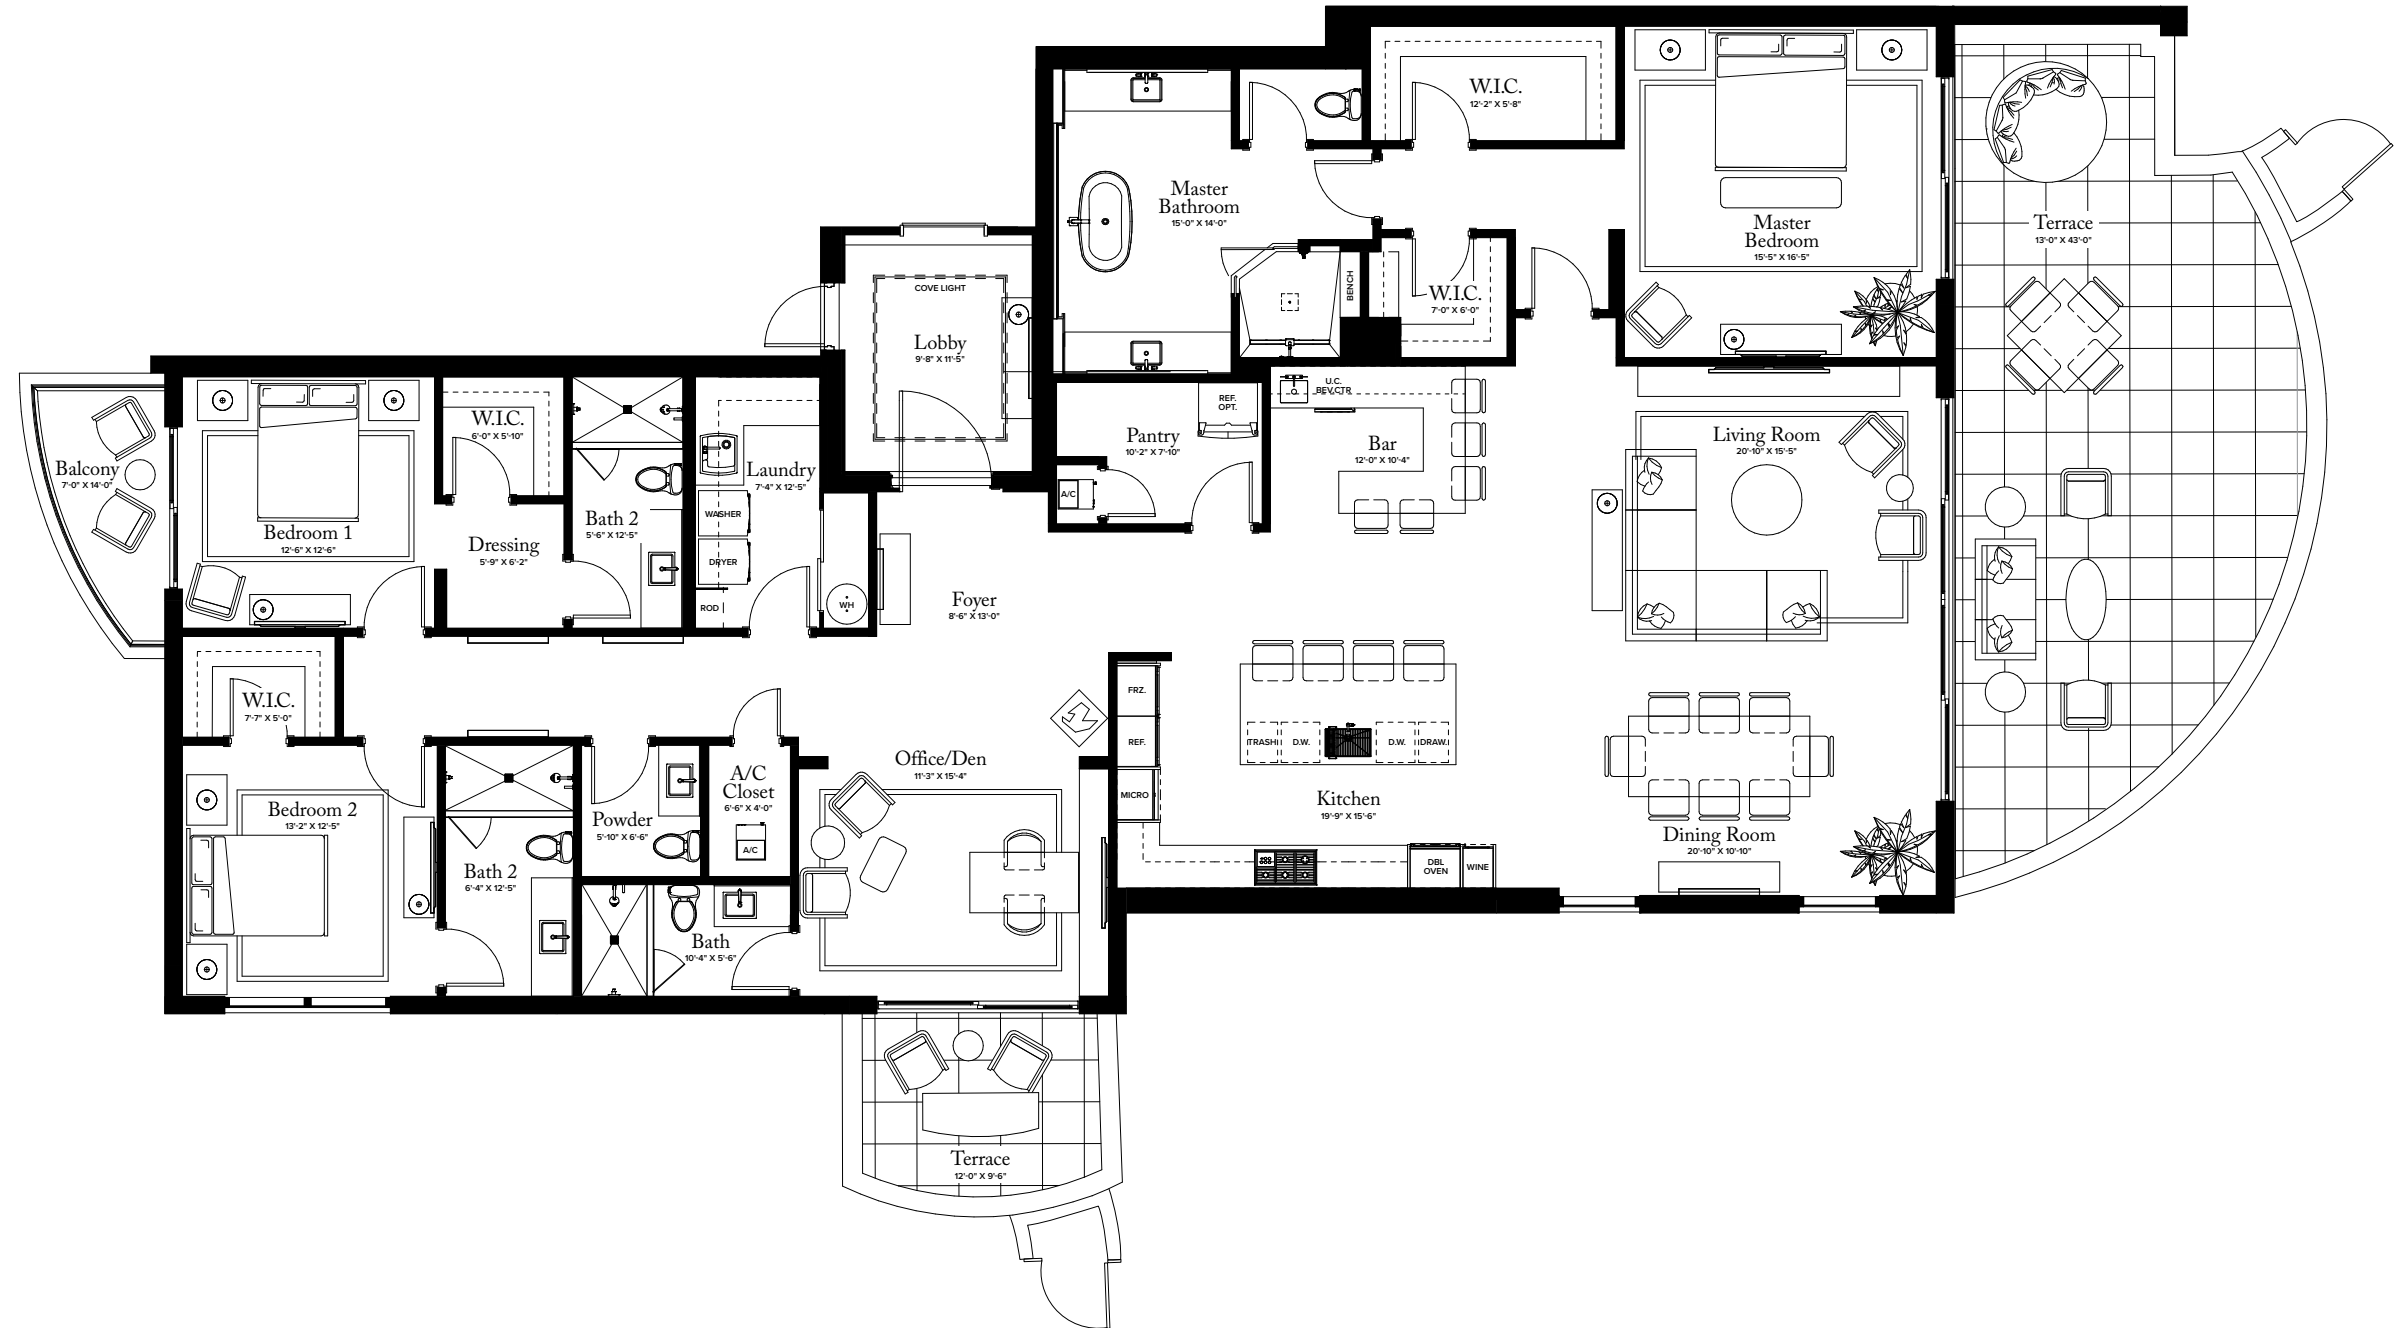 W.I.C.
12'-2" X 5'-8"
Master
Bathroom
15'-0" X 14'-0"
Master
Bedroom
15'-5" X 16'-5"
Terrace
13'-0" X 43'-0"
COVE LIGHT
Lobby
9'-8" X 11'-5"
BENCH
W.I.C.
7'-0" X 6'-0"
U.C.
BEV.CTR
REF.
OPT.
Pantry
10'-2" X 7'-10"
A/C
Bar
12'-0" X 10'-4"
Living Room
20'-10" X 15'-5"
Balcony
7'-0" X 14'-0"
Bedroom 1
12'-6" X 12'-6"
W.I.C.
6'-0" X 5'-10"
Dressing
5'-9" X 6'-2"
Bath 2
5'-6" X 12'-5"
Laundry
7'-4" X 12'-5"
WASHER
DRYER
ROD
WH
Foyer
8'-6" X 13'-0"
W.I.C.
7'-7" X 5'-0"
FRZ.
REF.
MICRO
TRASH
D.W.
D.W.
DRAW.
Kitchen
19'-9" X 15'-6"
DBL
OVEN
WINE
Dining Room
20'-10" X 10'-10"
Office/Den
11'-3" X 15'-4"
A/C
Closet
6'-6" X 4'-0"
A/C
Powder
5'-10" X 6'-6"
Bedroom 2
13'-2" X 12'-5"
Bath 2
6'-4" X 12'-5"
Bath
10'-4" X 5'-6"
Terrace
12'-0" X 9'-6"